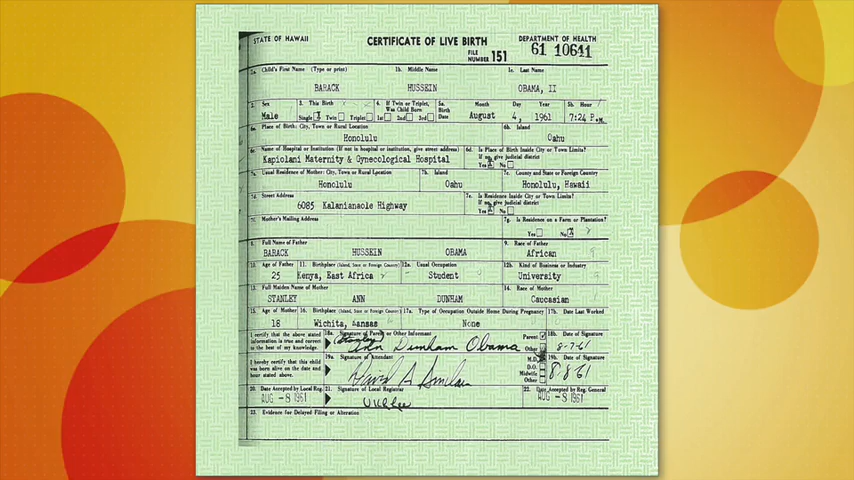 STATE OF HAWAII
CERTIFICATE OF LIVE BIRTH
DEPARTMENT OF HEALTH
FILE NUMBER 151
61 10641
1a. Child's First Name (Type or print) 1b. Middle Name 1c. Last Name
BARACK HUSSEIN OBAMA, II
2. Sex 3. This Birth 4. If Twin or Triplet, Was Child Born 5a. Birth Date Month Day Year 5b. Hour
Male Single X Twin Triplet 1st 2nd 3rd August 4, 1961 7:24 P.M.
6a. Place of Birth: City, Town or Rural Location 6b. Island
Honolulu Oahu
6c. Name of Hospital or Institution (If not in hospital or institution, give street address) 6d. Is Place of Birth Inside City or Town Limits? If no, give judicial district
Kapiolani Maternity & Gynecological Hospital Yes X No
7a. Usual Residence of Mother: City, Town or Rural Location 7b. Island 7c. County and State or Foreign Country
Honolulu Oahu Honolulu, Hawaii
7d. Street Address 7e. Is Residence Inside City or Town Limits? If no, give judicial district
6085 Kalanianaole Highway Yes X No
7f. Mother's Mailing Address 7g. Is Residence on a Farm or Plantation?
Yes No X
8. Full Name of Father 9. Race of Father
BARACK HUSSEIN OBAMA African
10. Age of Father 11. Birthplace (Island, State or Foreign Country) 12a. Usual Occupation 12b. Kind of Business or Industry
25 Kenya, East Africa Student University
13. Full Maiden Name of Mother 14. Race of Mother
STANLEY ANN DUNHAM Caucasian
15. Age of Mother 16. Birthplace (Island, State or Foreign Country) 17a. Type of Occupation Outside Home During Pregnancy 17b. Date Last Worked
18 Wichita, Kansas None
I certify that the above stated information is true and correct to the best of my knowledge. 18a. Signature of Parent or Other Informant Parent Other 18b. Date of Signature
(Stanley) Ann Dunham Obama 8-7-61
I hereby certify that this child was born alive on the date and hour stated above. 19a. Signature of Attendant M.D. D.O. Midwife Other 19b. Date of Signature
David A Sinclair 8-8-61
20. Date Accepted by Local Reg. 21. Signature of Local Registrar 22. Date Accepted by Reg. General
AUG -8 1961 AUG -8 1961
23. Evidence for Delayed Filing or Alteration